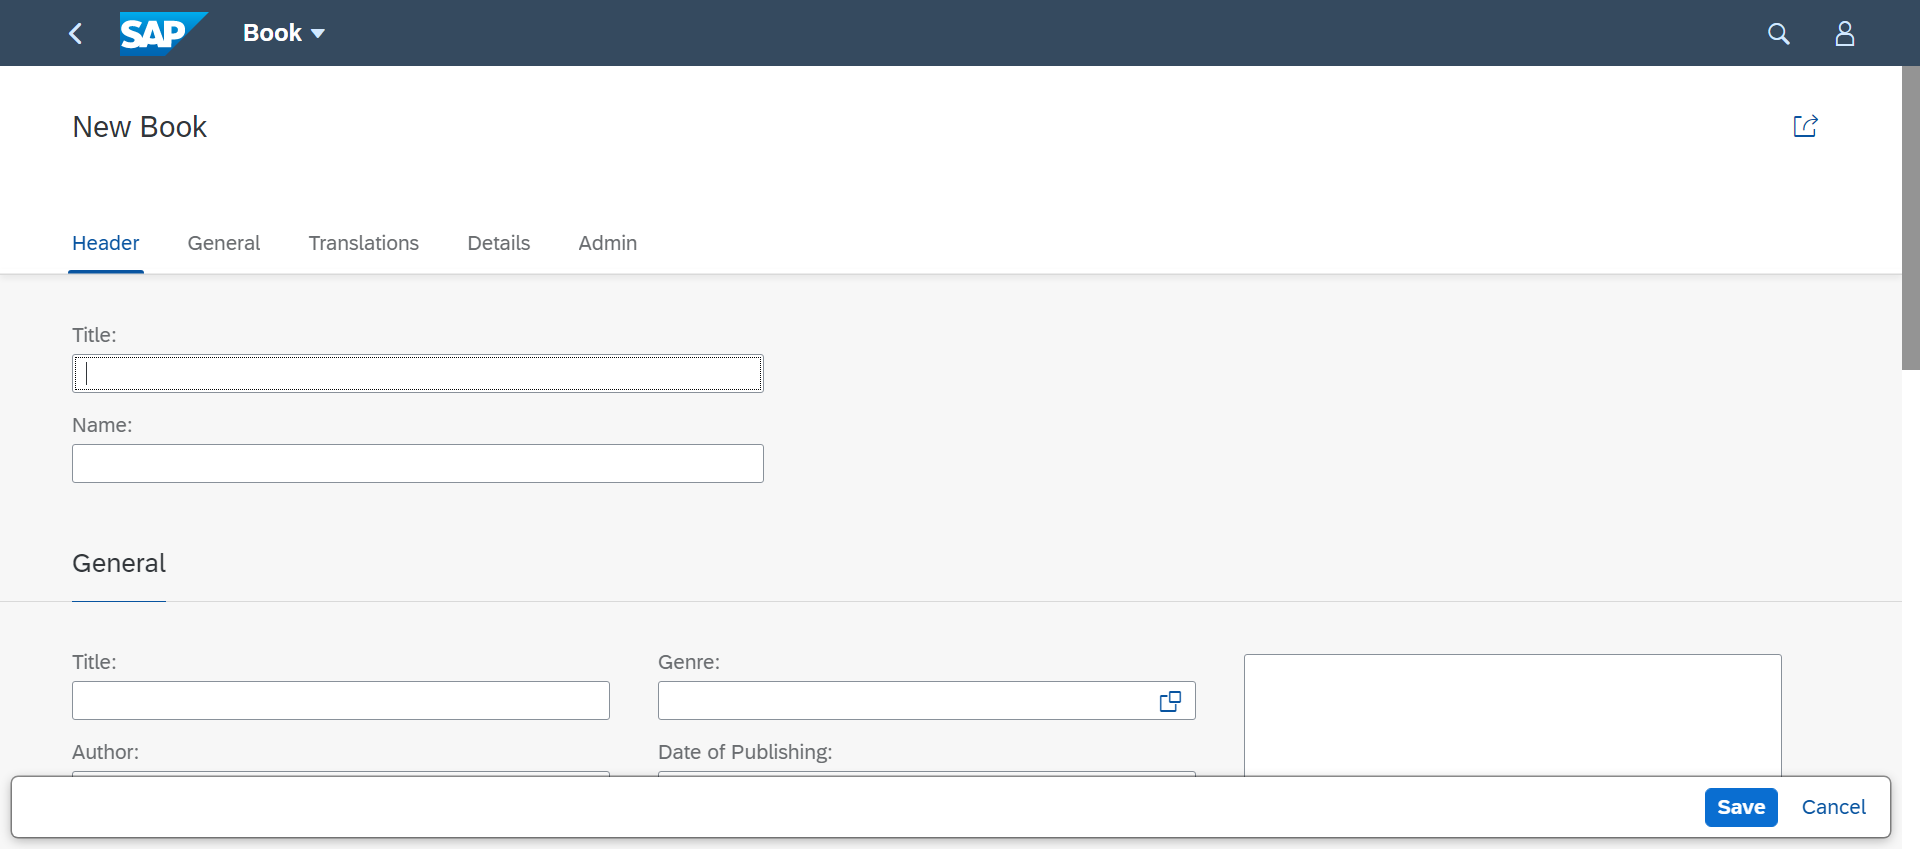 SAP Book
New Book
Header General Translations Details Admin
Title:
Name:
General
Title: Genre:
Author: Date of Publishing:
Save Cancel